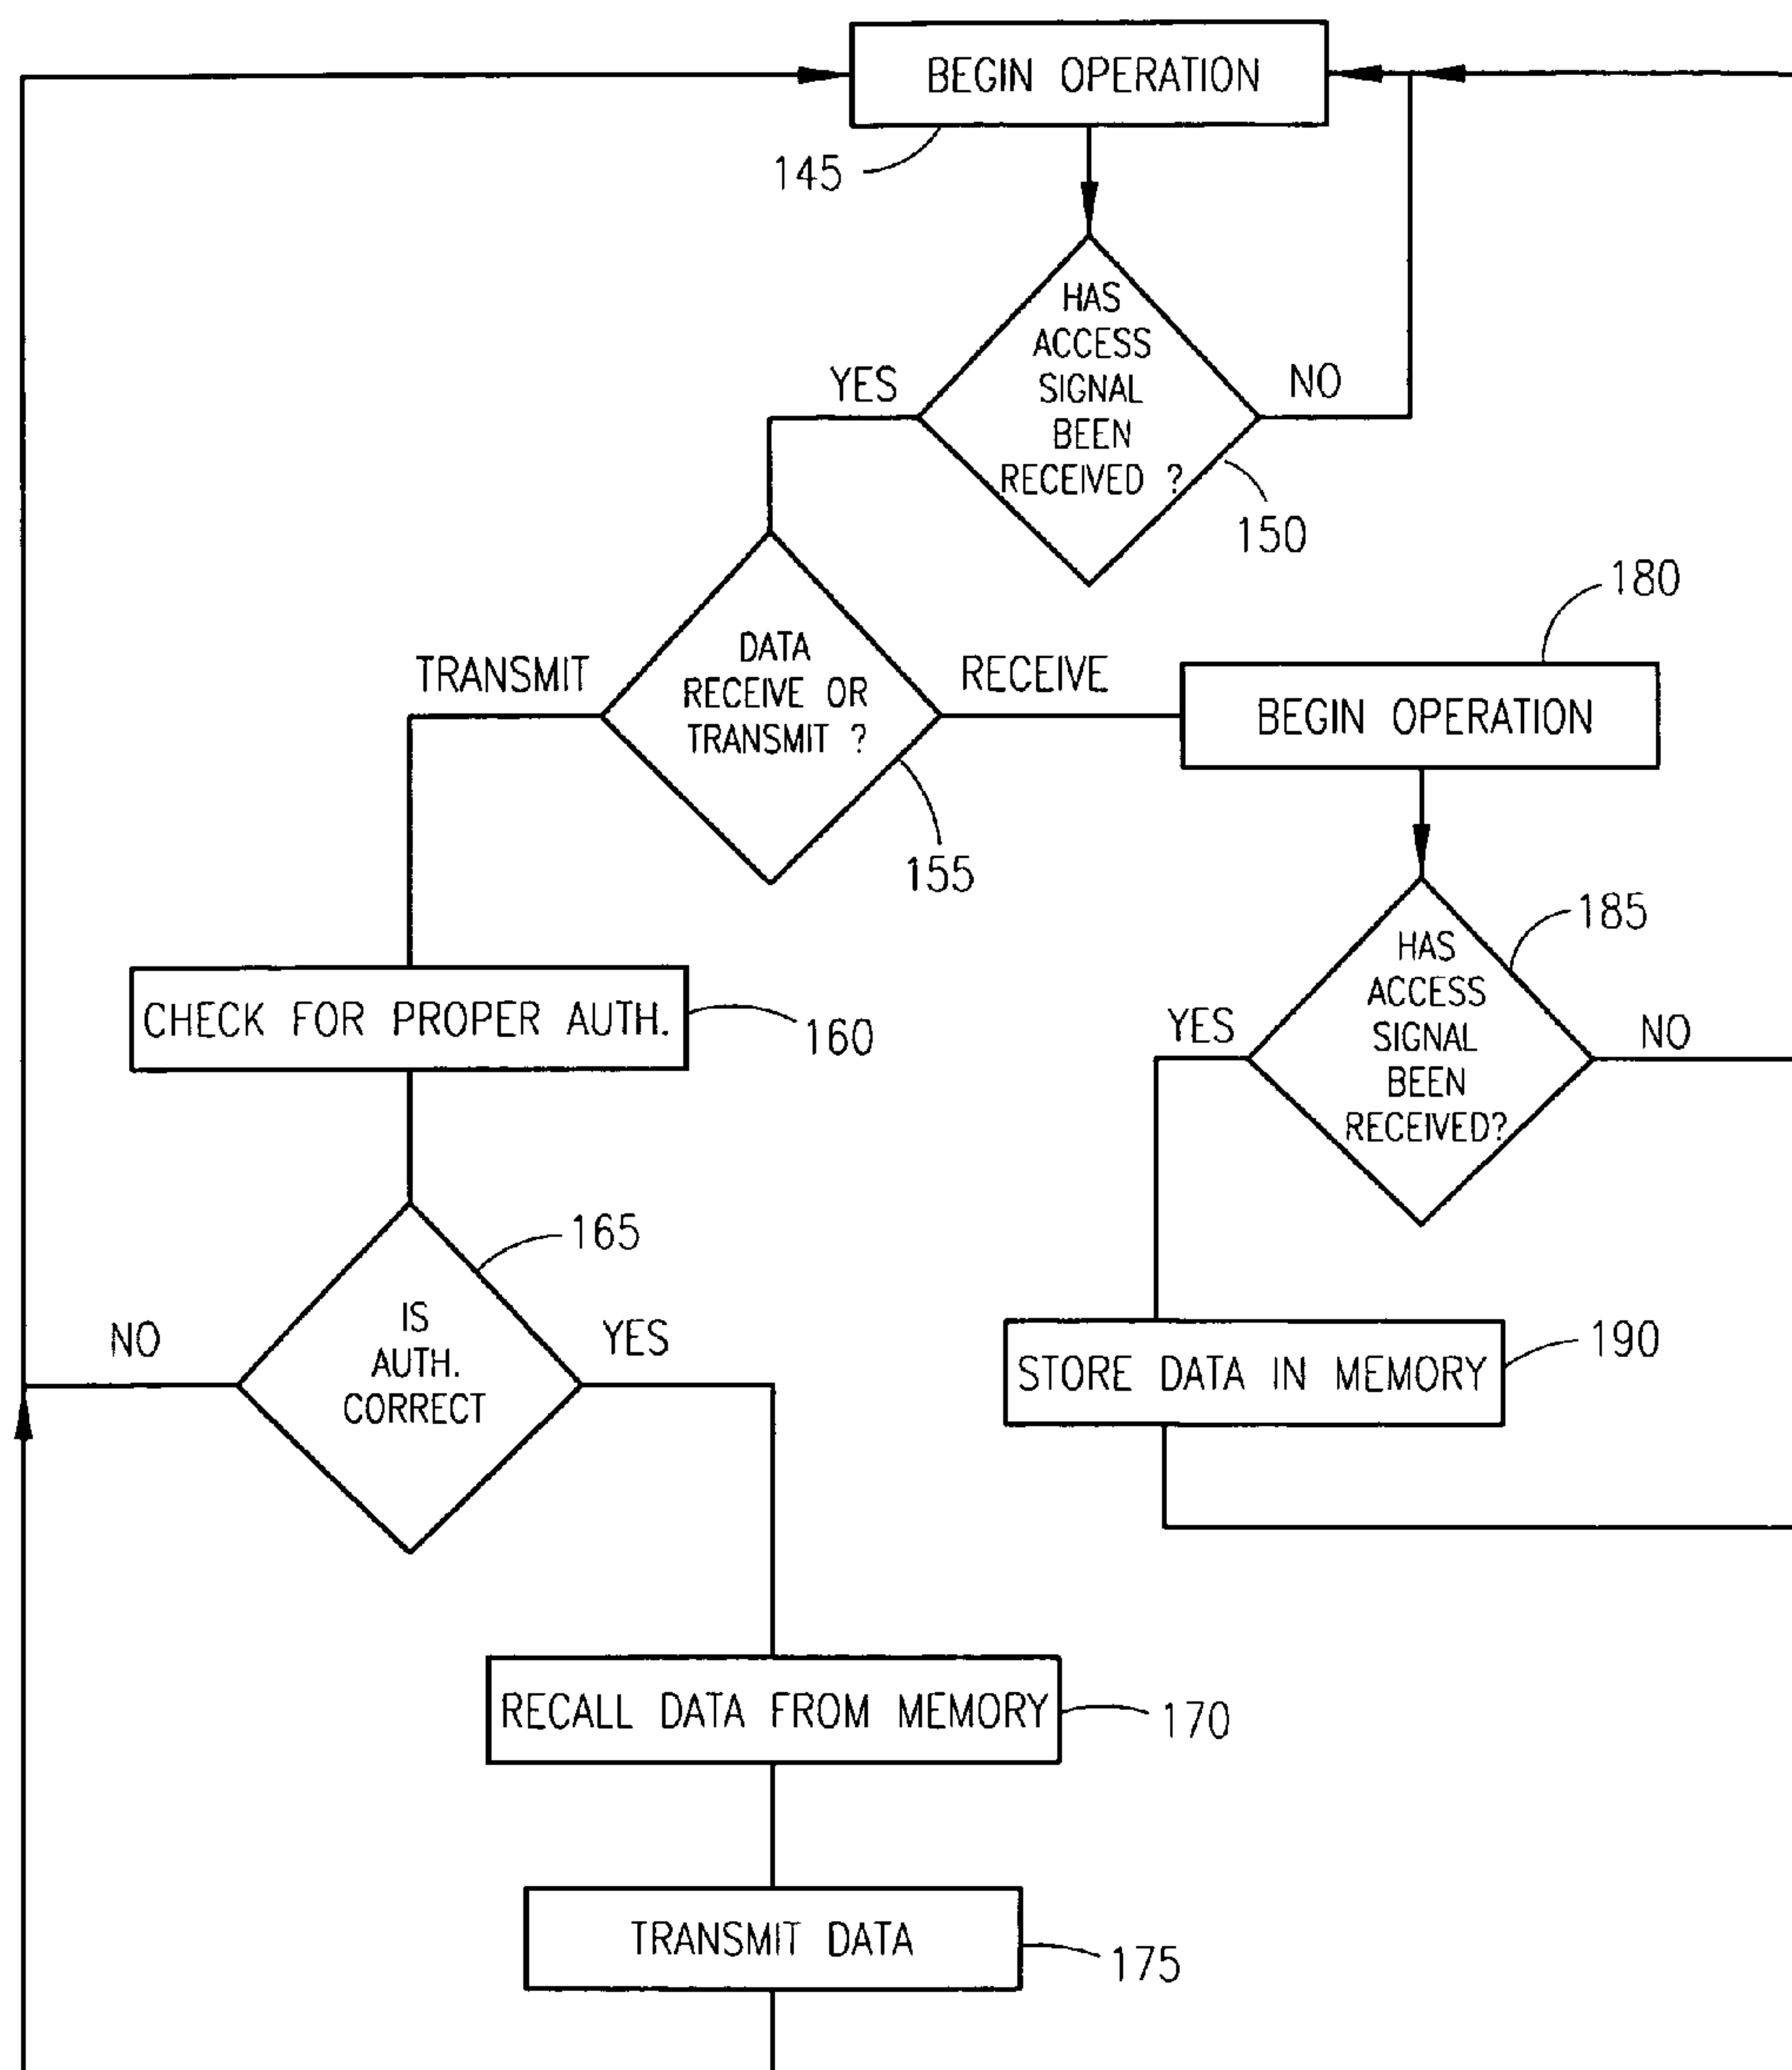 BEGIN OPERATION
145
HAS
ACCESS
SIGNAL
BEEN
RECEIVED ?
YES
NO
150
DATA
RECEIVE OR
TRANSMIT ?
TRANSMIT
RECEIVE
155
180
BEGIN OPERATION
185
HAS
ACCESS
SIGNAL
BEEN
RECEIVED?
YES
NO
CHECK FOR PROPER AUTH.
160
165
IS
AUTH.
CORRECT
NO
YES
STORE DATA IN MEMORY
190
RECALL DATA FROM MEMORY
170
TRANSMIT DATA
175